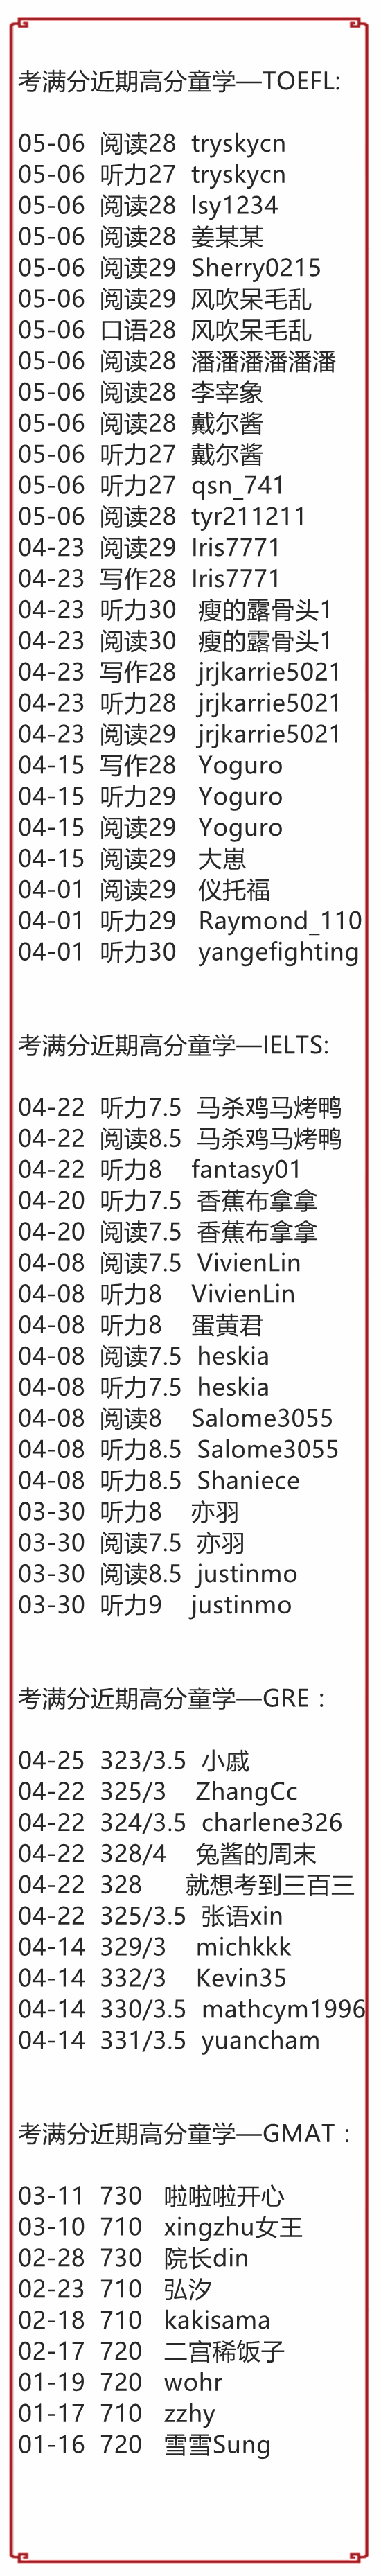 考满分近期高分童学—TOEFL:
05-06 阅读28 tryskycn
05-06 听力27 tryskycn
05-06 阅读28 lsy1234
05-06 阅读28 姜某某
05-06 阅读29 Sherry0215
05-06 阅读29 风吹呆毛乱
05-06 口语28 风吹呆毛乱
05-06 阅读28 潘潘潘潘潘潘
05-06 阅读28 李宰象
05-06 阅读28 戴尔酱
05-06 听力27 戴尔酱
05-06 听力27 qsn_741
05-06 阅读28 tyr211211
04-23 阅读29 Iris7771
04-23 写作28 Iris7771
04-23 听力30 瘦的露骨头1
04-23 阅读30 瘦的露骨头1
04-23 写作28 jrjkarrie5021
04-23 听力28 jrjkarrie5021
04-23 阅读29 jrjkarrie5021
04-15 写作28 Yoguro
04-15 听力29 Yoguro
04-15 阅读29 Yoguro
04-15 阅读29 大崽
04-01 阅读29 仪托福
04-01 听力29 Raymond_110
04-01 听力30 yangefighting
考满分近期高分童学—IELTS:
04-22 听力7.5 马杀鸡马烤鸭
04-22 阅读8.5 马杀鸡马烤鸭
04-22 听力8 fantasy01
04-20 听力7.5 香蕉布拿拿
04-20 阅读7.5 香蕉布拿拿
04-08 阅读7.5 VivienLin
04-08 听力8 VivienLin
04-08 听力8 蛋黄君
04-08 阅读7.5 heskia
04-08 听力7.5 heskia
04-08 阅读8 Salome3055
04-08 听力8.5 Salome3055
04-08 听力8.5 Shaniece
03-30 听力8 亦羽
03-30 阅读7.5 亦羽
03-30 阅读8.5 justinmo
03-30 听力9 justinmo
考满分近期高分童学—GRE：
04-25 323/3.5 小戚
04-22 325/3 ZhangCc
04-22 324/3.5 charlene326
04-22 328/4 兔酱的周末
04-22 328 就想考到三百三
04-22 325/3.5 张语xin
04-14 329/3 michkkk
04-14 332/3 Kevin35
04-14 330/3.5 mathcym1996
04-14 331/3.5 yuancham
考满分近期高分童学—GMAT：
03-11 730 啦啦啦开心
03-10 710 xingzhu女王
02-28 730 院长din
02-23 710 弘汐
02-18 710 kakisama
02-17 720 二宫稀饭子
01-19 720 wohr
01-17 710 zzhy
01-16 720 雪雪Sung